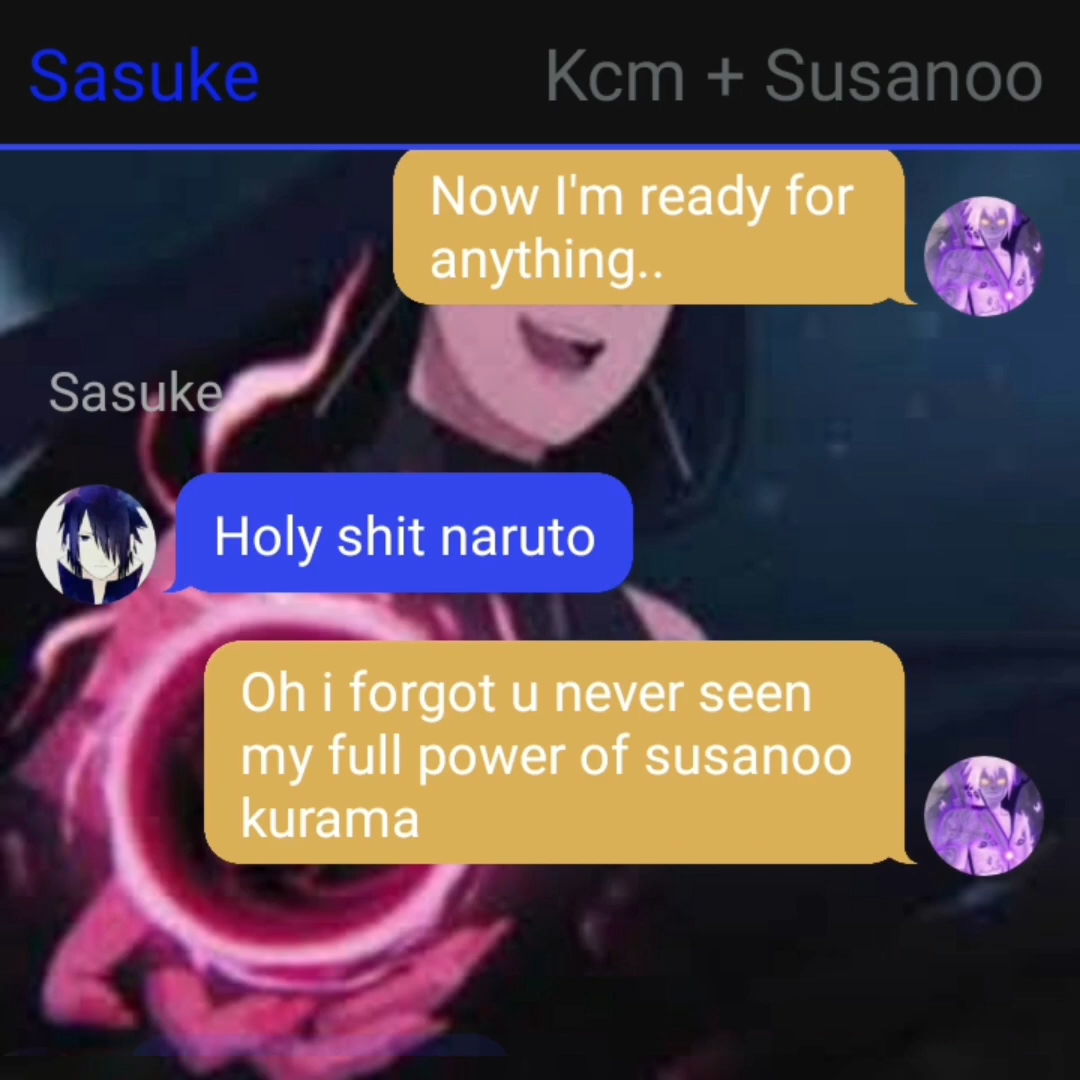 Sasuke
Kcm + Susanoo
Now I'm ready for
anything..
Sasuke
Holy shit naruto
Oh i forgot u never seen
my full power of susanoo
kurama